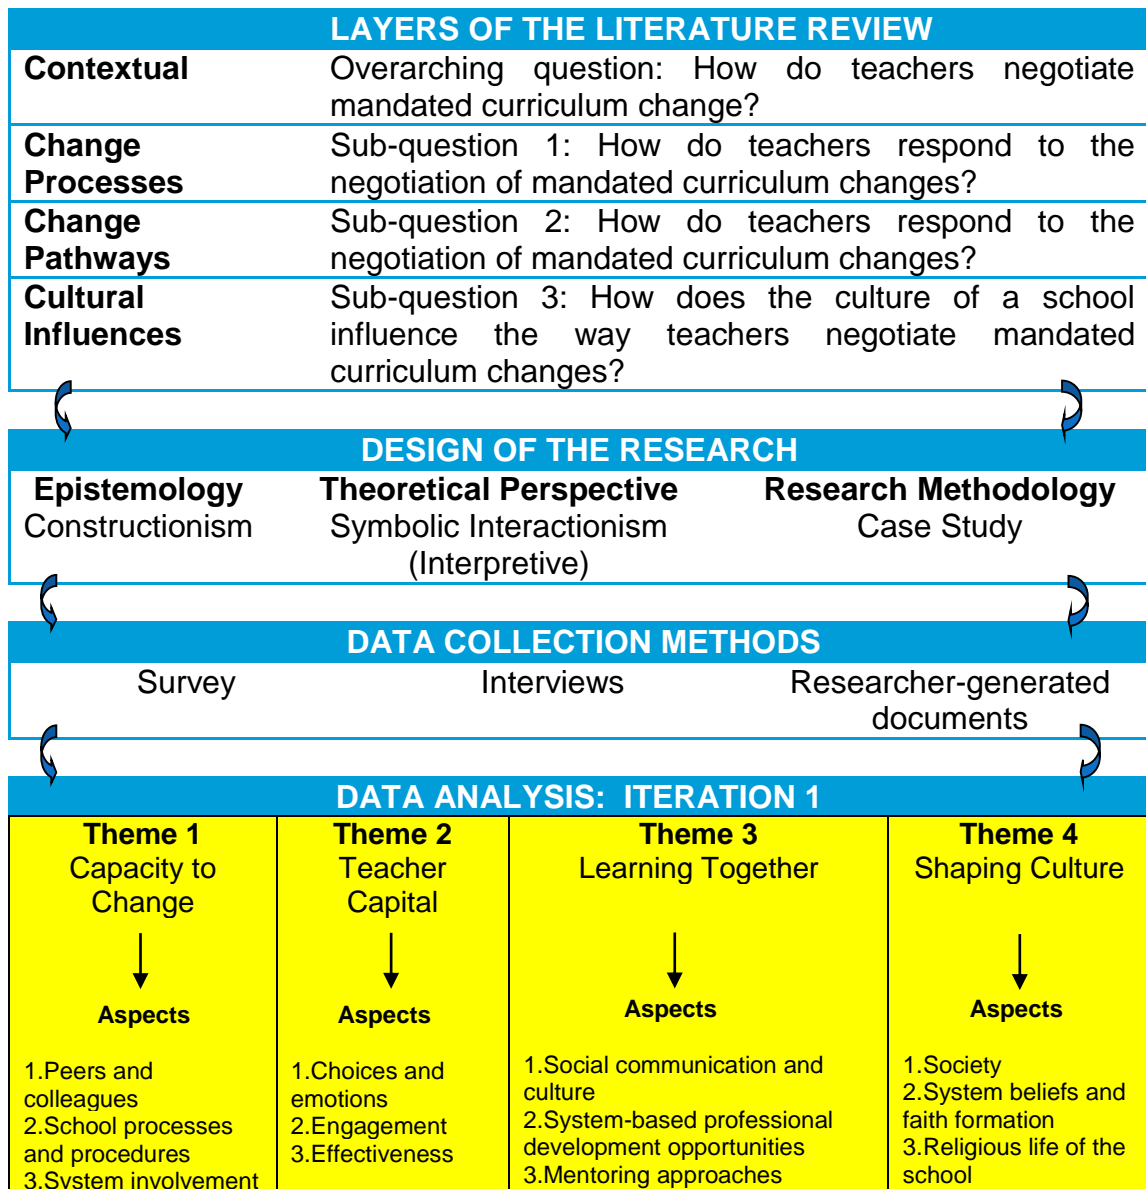 LAYERS OF THE LITERATURE REVIEW
Contextual
Overarching question: How do teachers negotiate
mandated curriculum change?
Change
Processes
Sub-question 1: How do teachers respond to the
negotiation of mandated curriculum changes?
Change
Pathways
Sub-question 2: How do teachers respond to the
negotiation of mandated curriculum changes?
Cultural
Influences
Sub-question 3: How does the culture of a school
influence the way teachers negotiate mandated
curriculum changes?
DESIGN OF THE RESEARCH
Epistemology
Constructionism
Theoretical Perspective
Symbolic Interactionism
(Interpretive)
Research Methodology
Case Study
DATA COLLECTION METHODS
Survey
Interviews
Researcher-generated
documents
DATA ANALYSIS: ITERATION 1
Theme 1
Capacity to
Change
Aspects
1.Peers and
colleagues
2.School processes
and procedures
3.System involvement
Theme 2
Teacher
Capital
Aspects
1.Choices and
emotions
2.Engagement
3.Effectiveness
Theme 3
Learning Together
Aspects
1.Social communication and
culture
2.System-based professional
development opportunities
3.Mentoring approaches
Theme 4
Shaping Culture
Aspects
1.Society
2.System beliefs and
faith formation
3.Religious life of the
school